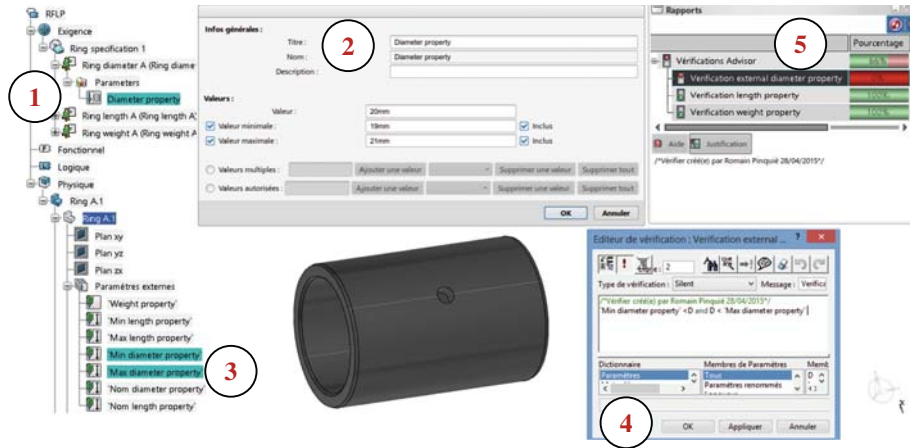 RFLP
Exigence
Ring specification 1
Ring diameter A (Ring diame
Parameters
Diameter property
Ring length A (Ring length A)
Ring weight A (Ring weight A
Fonctionnel
Logique
Physique
Ring A.1
Ring A.1
Plan xy
Plan yz
Plan zx
Paramètres externes
`Weight property`
`Min length property`
`Max length property`
`Min diameter property`
`Max diameter property`
`Nom diameter property`
`Nom length property`
1
3
Infos générales :
2
Titre : Diameter property
Nom : Diameter property
Description :
Valeurs :
Valeur : 20mm
Valeur minimale : 19mm Inclus
Valeur maximale : 21mm Inclus
Valeurs multiples : Ajouter une valeur Supprimer une valeur Supprimer tout
Valeurs autorisées : Ajouter une valeur Supprimer une valeur Supprimer tout
OK Annuler
Rapports
5
Pourcentage
Vérifications Advisor 66%
Verification external diameter property 0%
Verification length property 100%
Verification weight property 100%
Aide Justification
/*Vérifier créé(e) par Romain Pinquié 28/04/2015*/
Editeur de vérification : Verification external ... ?
2
Type de vérification : Silent Message : Verifica
/*Vérifier créé(e) par Romain Pinquié 28/04/2015*/
`Min diameter property` <D and D < `Max diameter property`
Dictionnaire Membres de Paramètres Memb
Paramètres Tous D
Paramètres renommés
4
OK Appliquer Annuler